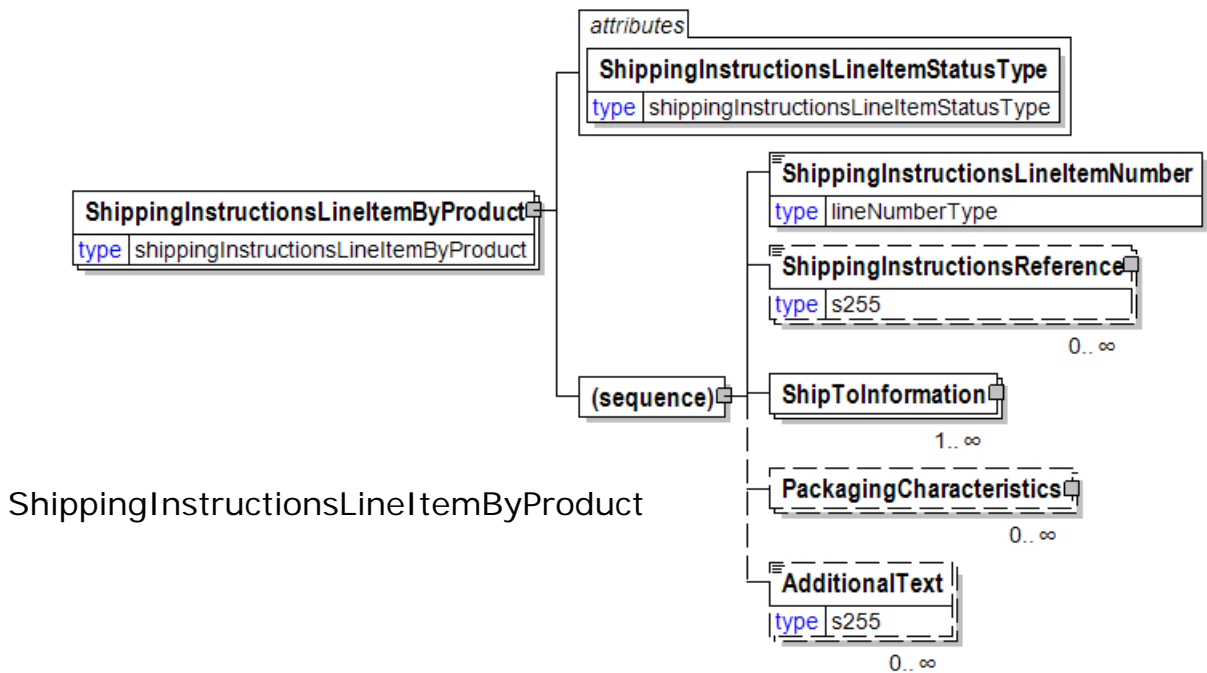 attributes
ShippingInstructionsLineItemStatusType
type shippingInstructionsLineItemStatusType
ShippingInstructionsLineItemByProduct
type shippingInstructionsLineItemByProduct
(sequence)
ShippingInstructionsLineItemNumber
type lineNumberType
ShippingInstructionsReference
type s255
0.. ∞
ShipToInformation
1.. ∞
PackagingCharacteristics
0.. ∞
AdditionalText
type s255
0.. ∞
ShippingInstructionsLineItemByProduct